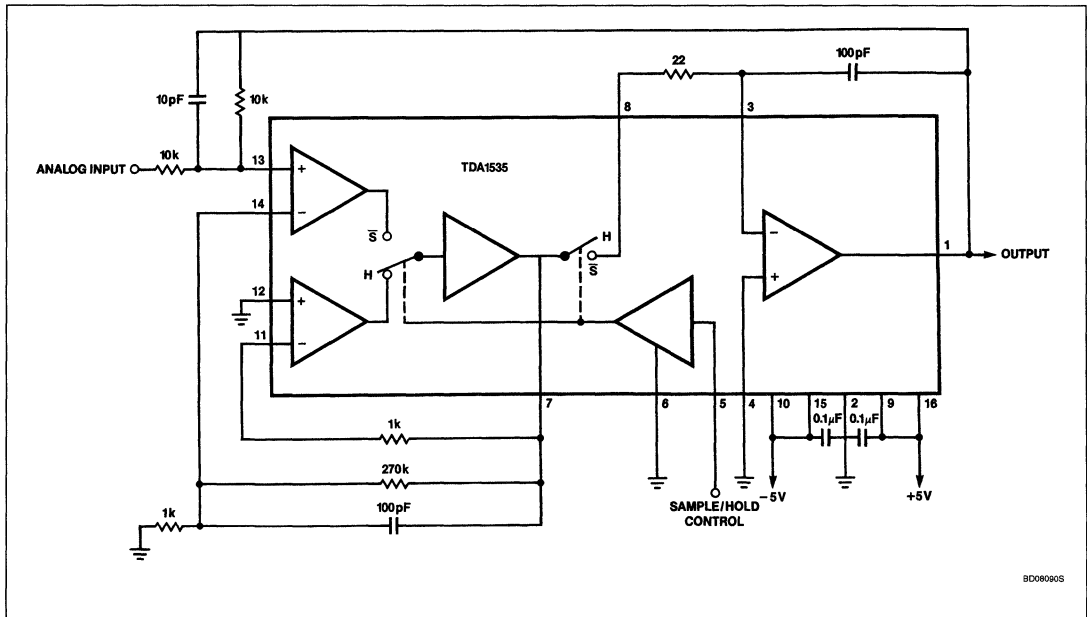 22
100pF
10pF
10k
8
3
10k
ANALOG INPUT
13
+
TDA1535
14
−
S̅
H
H
S̅
−
+
1
OUTPUT
12
+
11
−
7
6
5
4
10
15
2
9
16
0.1µF
0.1µF
1k
270k
−5V
+5V
1k
100pF
SAMPLE/HOLD
CONTROL
BD08090S